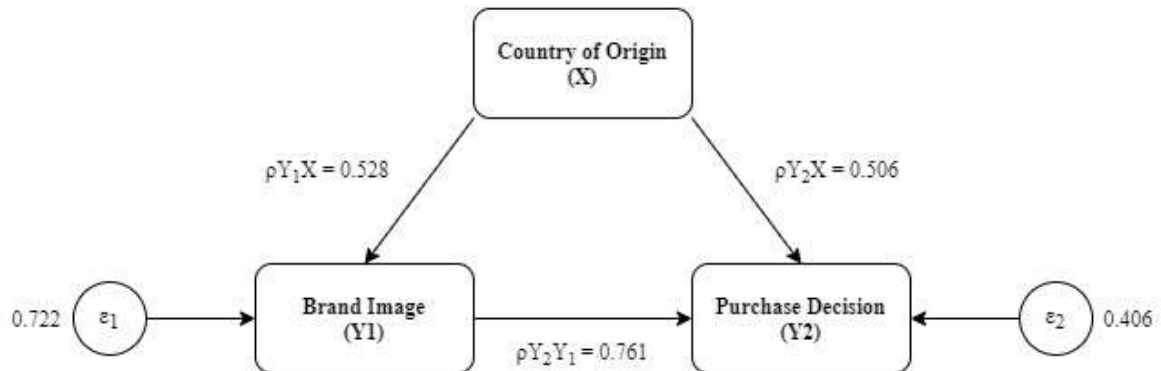 Country of Origin
(X)
ρY₁X = 0.528
ρY₂X = 0.506
0.722
ε₁
Brand Image
(Y1)
ρY₂Y₁ = 0.761
Purchase Decision
(Y2)
ε₂
0.406